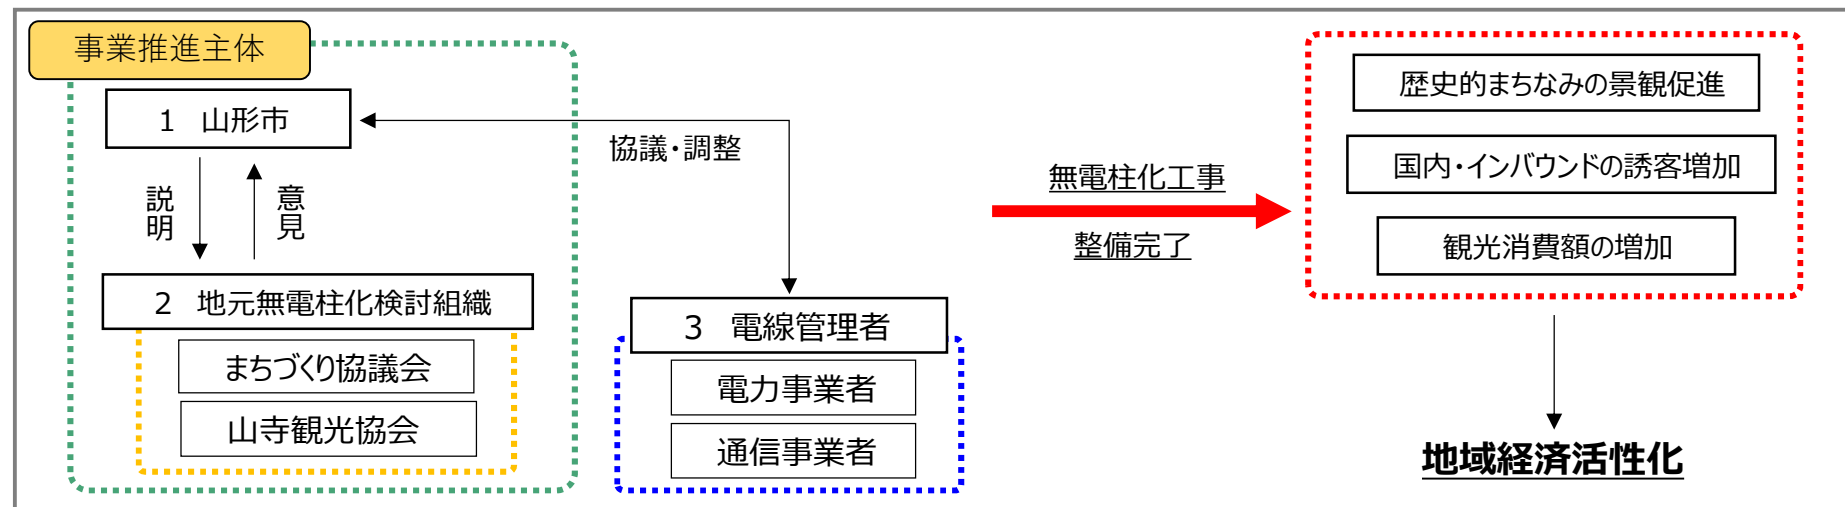 事業推進主体
1 山形市
説明
意見
2 地元無電柱化検討組織
まちづくり協議会
山寺観光協会
協議・調整
3 電線管理者
電力事業者
通信事業者
無電柱化工事
整備完了
歴史的まちなみの景観促進
国内・インバウンドの誘客増加
観光消費額の増加
地域経済活性化